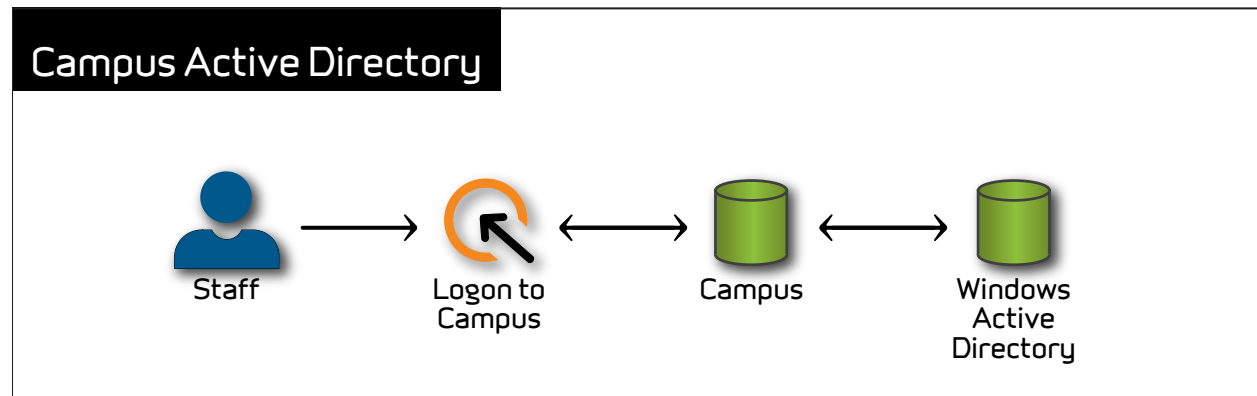 Campus Active Directory
Staff
Logon to
Campus
Campus
Windows
Active
Directory